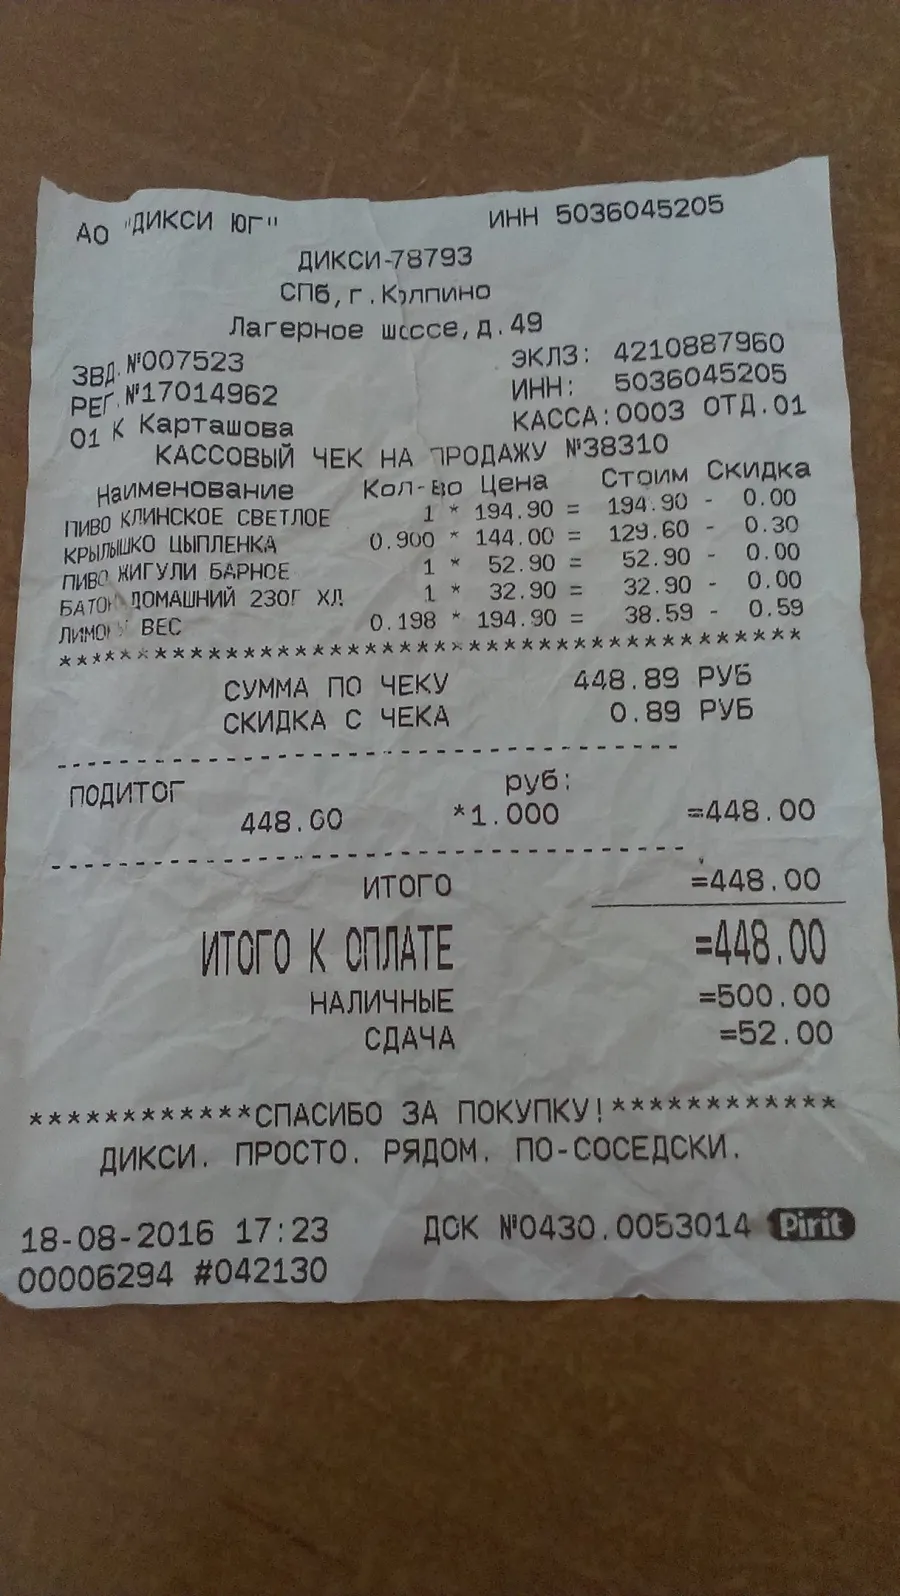 АО "ДИКСИ ЮГ" ИНН 5036045205
ДИКСИ-78793
СПб, г.Колпино
Лагерное шоссе, д.49
ЗВД.№007523 ЭКЛЗ: 4210887960
РЕГ.№17014962 ИНН: 5036045205
01 К Карташова КАССА:0003 ОТД.01
КАССОВЫЙ ЧЕК НА ПРОДАЖУ №38310
Наименование Кол-во Цена Стоим Скидка
ПИВО КЛИНСКОЕ СВЕТЛОЕ 1 * 194.90 = 194.90 - 0.00
КРЫЛЫШКО ЦЫПЛЕНКА 0.900 * 144.00 = 129.60 - 0.30
ПИВО ЖИГУЛИ БАРНОЕ 1 * 52.90 = 52.90 - 0.00
БАТОН ДОМАШНИЙ 230Г ХЛ 1 * 32.90 = 32.90 - 0.00
ЛИМОНЫ ВЕС 0.198 * 194.90 = 38.59 - 0.59
******************************************
СУММА ПО ЧЕКУ 448.89 РУБ
СКИДКА С ЧЕКА 0.89 РУБ
ПОДИТОГ руб:
448.00 *1.000 =448.00
ИТОГО =448.00
ИТОГО К ОПЛАТЕ =448.00
НАЛИЧНЫЕ =500.00
СДАЧА =52.00
************СПАСИБО ЗА ПОКУПКУ!************
ДИКСИ. ПРОСТО. РЯДОМ. ПО-СОСЕДСКИ.
18-08-2016 17:23 ДСК №0430.0053014 Pirit
00006294 #042130